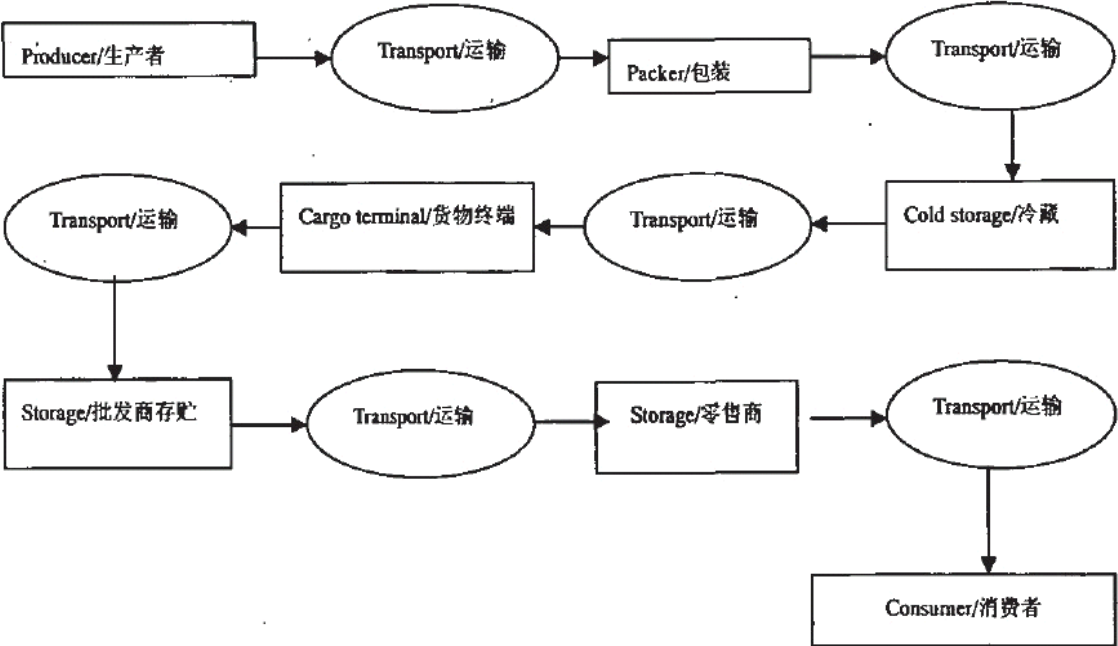 Producer/生产者
Transport/运输
Packer/包装
Transport/运输
Cold storage/冷藏
Transport/运输
Cargo terminal/货物终端
Transport/运输
Storage/批发商存贮
Transport/运输
Storage/零售商
Transport/运输
Consumer/消费者